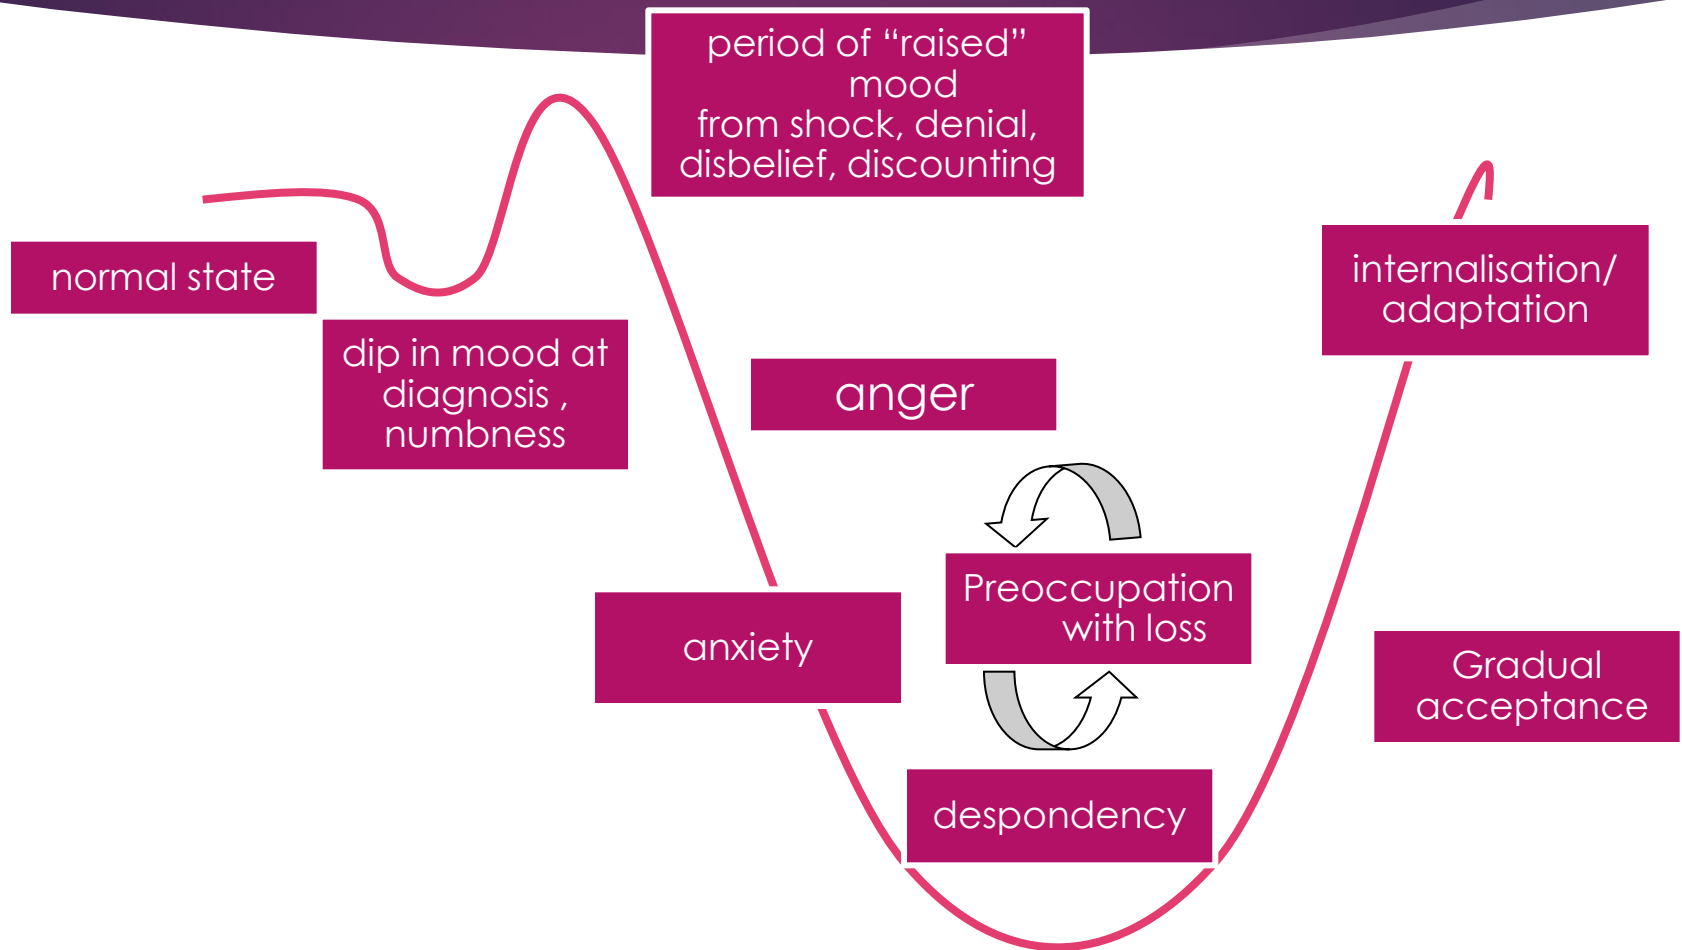 period of “raised”
mood
from shock, denial,
disbelief, discounting
normal state
dip in mood at
diagnosis ,
numbness
anger
anxiety
Preoccupation
with loss
despondency
internalisation/
adaptation
Gradual
acceptance